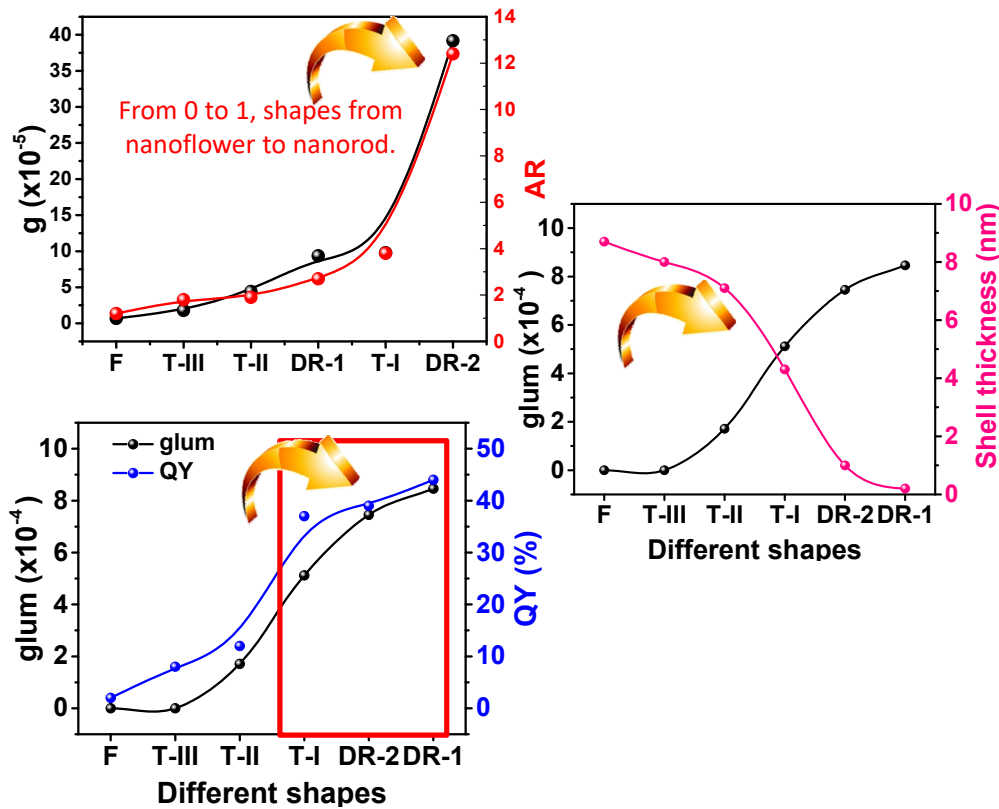 g (x10⁻⁵)
40
35
30
25
20
15
10
5
0
From 0 to 1, shapes from
nanoflower to nanorod.
14
12
10
8
6
4
2
0
AR
F T-III T-II DR-1 T-I DR-2
glum (x10⁻⁴)
10
8
6
4
2
0
10
8
6
4
2
0
Shell thickness (nm)
F T-III T-II T-I DR-2 DR-1
Different shapes
glum (x10⁻⁴)
10
8
6
4
2
0
glum
QY
50
40
30
20
10
0
QY (%)
F T-III T-II T-I DR-2 DR-1
Different shapes